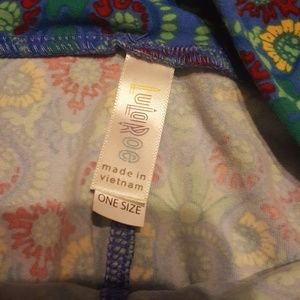 LuLaRoe
made in
vietnam
ONE SIZE